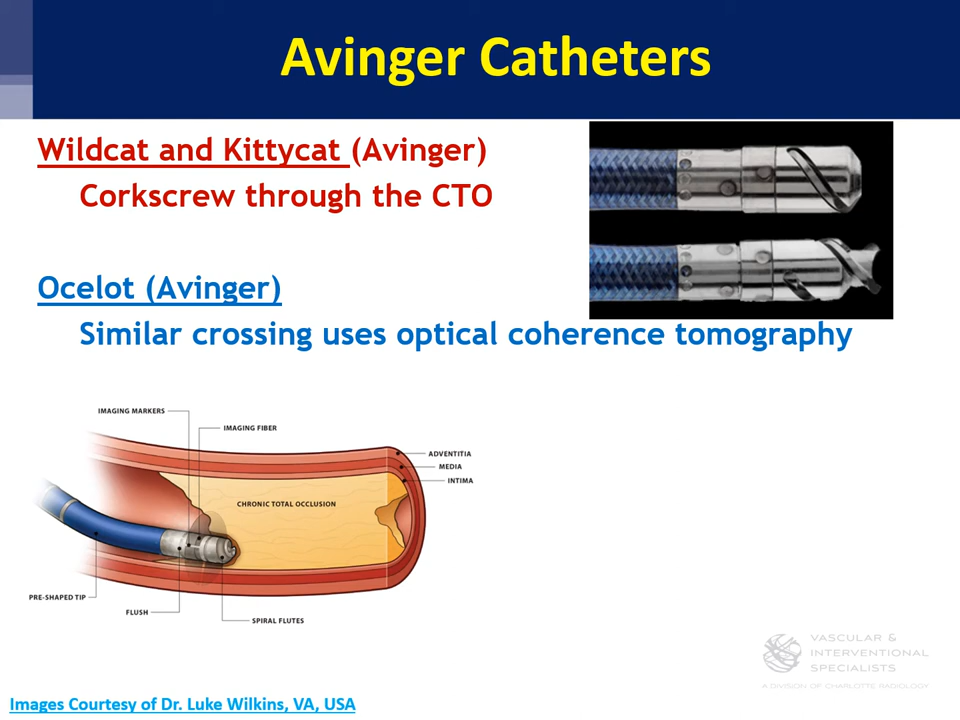 Avinger Catheters
Wildcat and Kittycat (Avinger)
Corkscrew through the CTO
Ocelot (Avinger)
Similar crossing uses optical coherence tomography
IMAGING MARKERS
IMAGING FIBER
ADVENTITIA
MEDIA
INTIMA
CHRONIC TOTAL OCCLUSION
PRE-SHAPED TIP
FLUSH
SPIRAL FLUTES
VASCULAR &
INTERVENTIONAL
SPECIALISTS
A DIVISION OF CHARLOTTE RADIOLOGY
Images Courtesy of Dr. Luke Wilkins, VA, USA